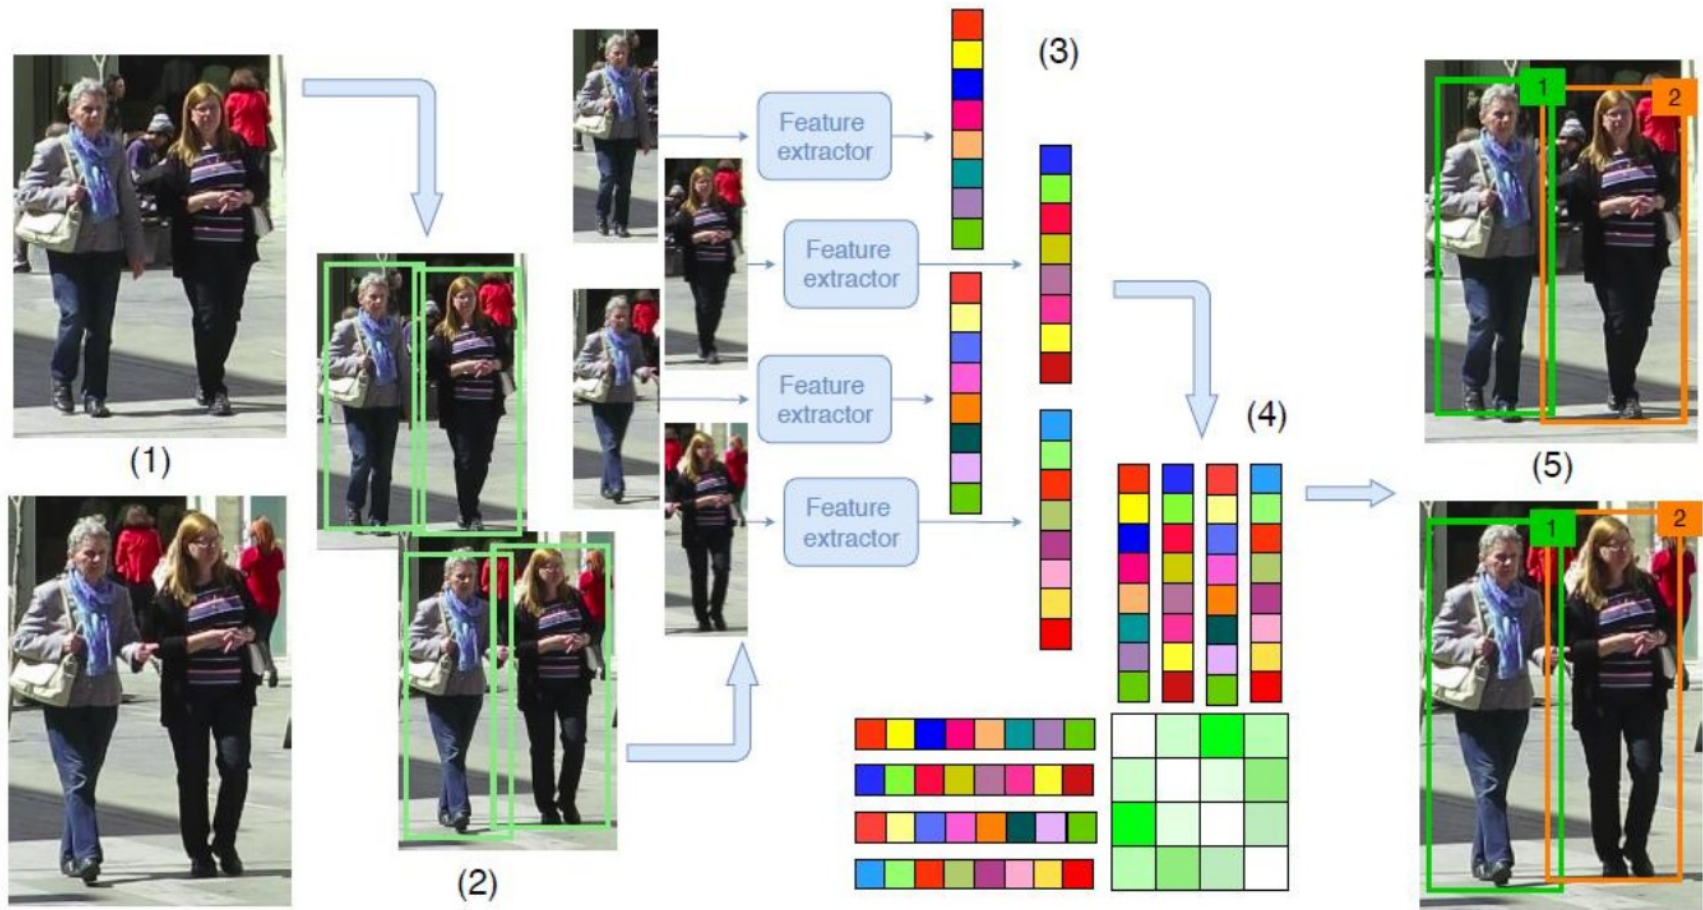 (1)
(2)
Feature
extractor
Feature
extractor
Feature
extractor
Feature
extractor
(3)
(4)
1
2
(5)
1
2